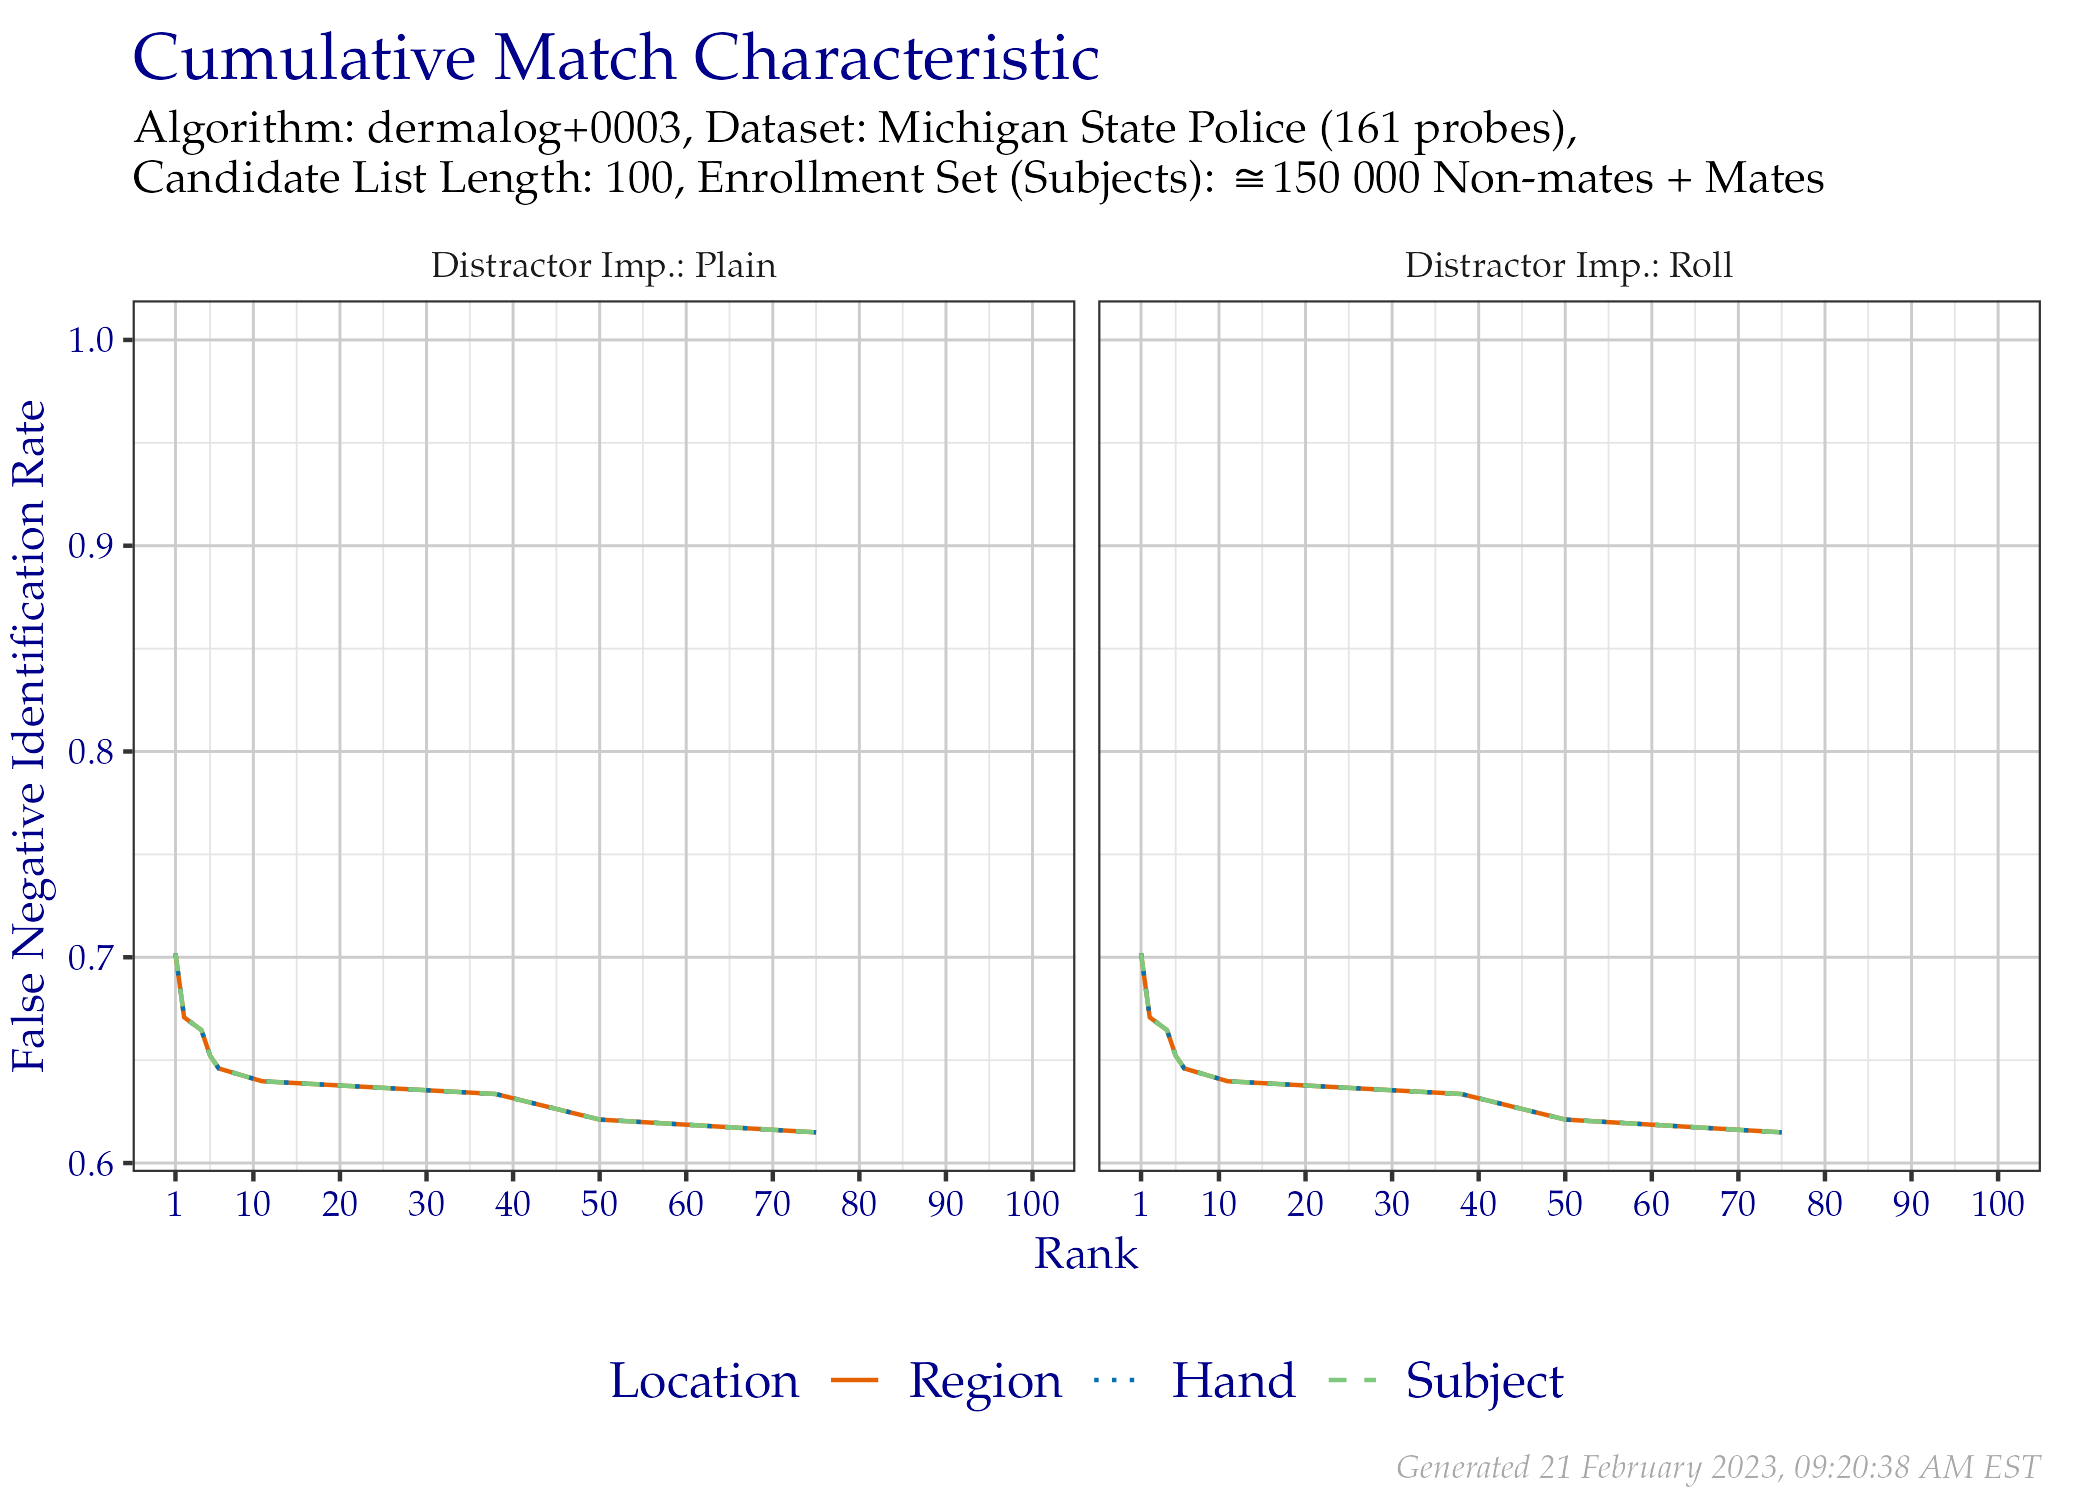 Cumulative Match Characteristic
Algorithm: dermalog+0003, Dataset: Michigan State Police (161 probes),
Candidate List Length: 100, Enrollment Set (Subjects): ≅150 000 Non-mates + Mates
Distractor Imp.: Plain
Distractor Imp.: Roll
False Negative Identification Rate
1.0
0.9
0.8
0.7
0.6
1 10 20 30 40 50 60 70 80 90 100
1 10 20 30 40 50 60 70 80 90 100
Rank
Location Region Hand Subject
Generated 21 February 2023, 09:20:38 AM EST